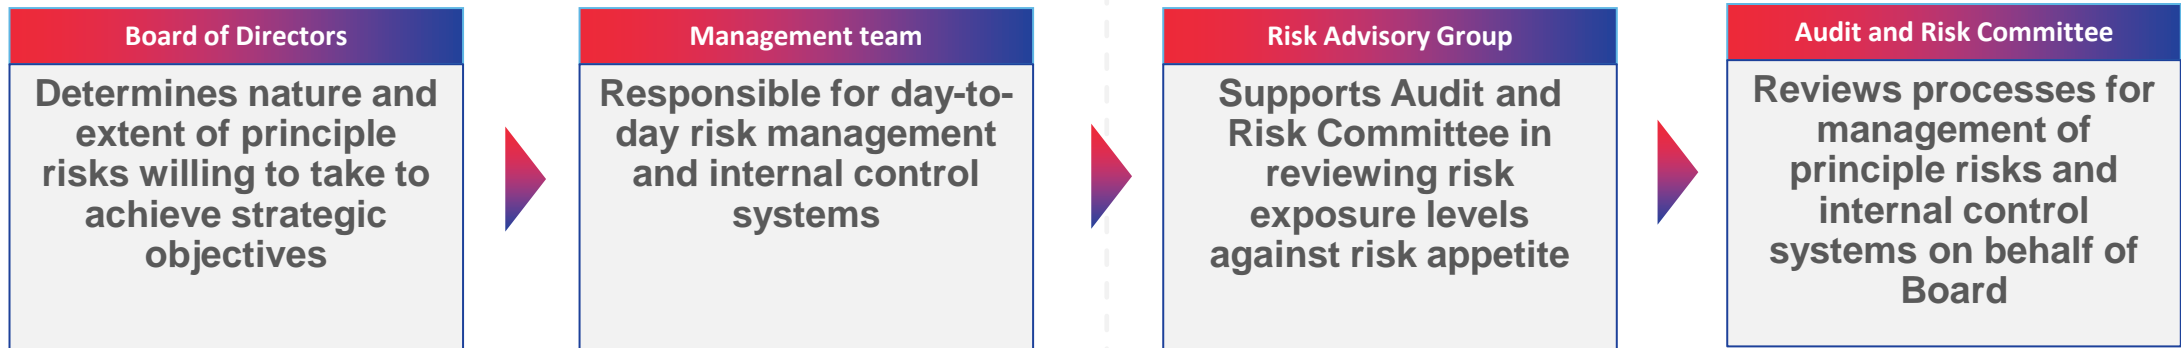 Board of Directors
Determines nature and
extent of principle
risks willing to take to
achieve strategic
objectives
Management team
Responsible for day-to-
day risk management
and internal control
systems
Risk Advisory Group
Supports Audit and
Risk Committee in
reviewing risk
exposure levels
against risk appetite
Audit and Risk Committee
Reviews processes for
management of
principle risks and
internal control
systems on behalf of
Board